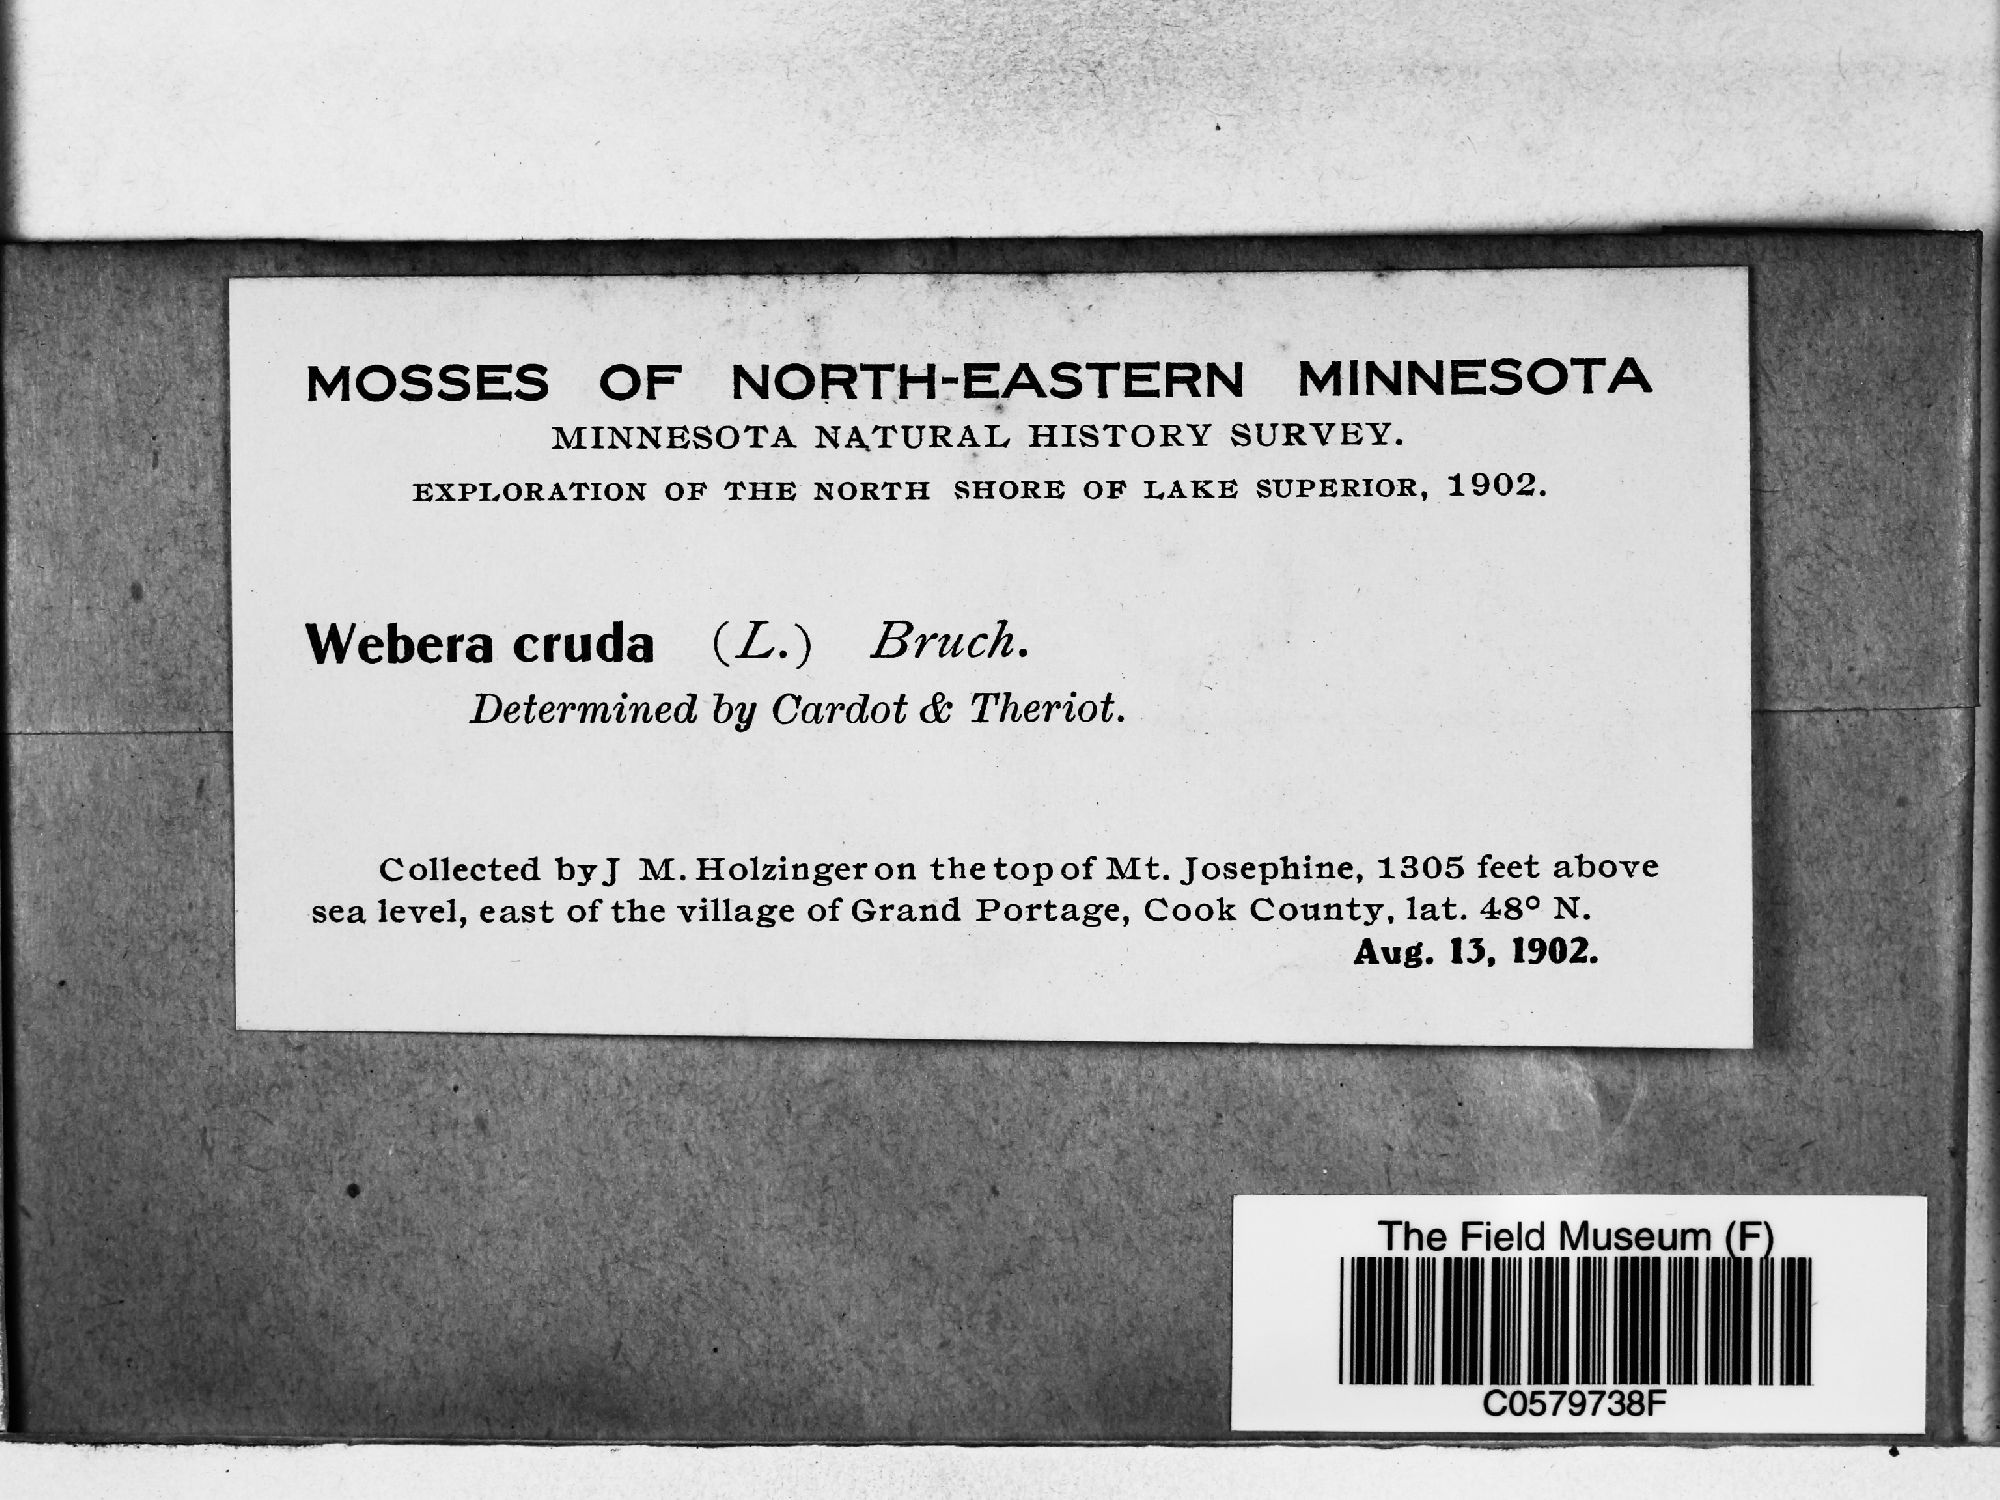 MOSSES OF NORTH-EASTERN MINNESOTA
MINNESOTA NATURAL HISTORY SURVEY.
EXPLORATION OF THE NORTH SHORE OF LAKE SUPERIOR, 1902.
Webera cruda (L.) Bruch.
Determined by Cardot & Theriot.
Collected by J M. Holzinger on the top of Mt. Josephine, 1305 feet above
sea level, east of the village of Grand Portage, Cook County, lat. 48° N.
Aug. 13, 1902.
The Field Museum (F)
C0579738F